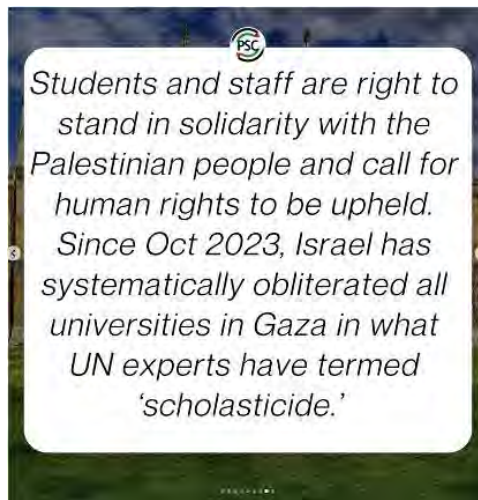 PSC
Students and staff are right to
stand in solidarity with the
Palestinian people and call for
human rights to be upheld.
Since Oct 2023, Israel has
systematically obliterated all
universities in Gaza in what
UN experts have termed
‘scholasticide.’